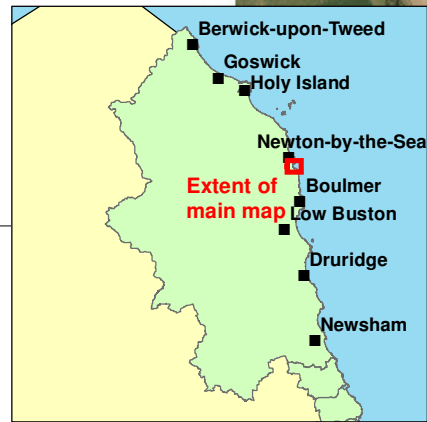 Berwick-upon-Tweed
Goswick
Holy Island
Newton-by-the-Sea
Extent of
main map
Boulmer
Low Buston
Druridge
Newsham